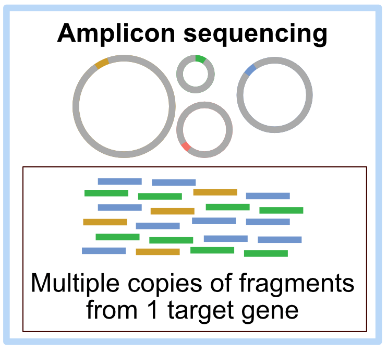 Amplicon sequencing
Multiple copies of fragments
from 1 target gene